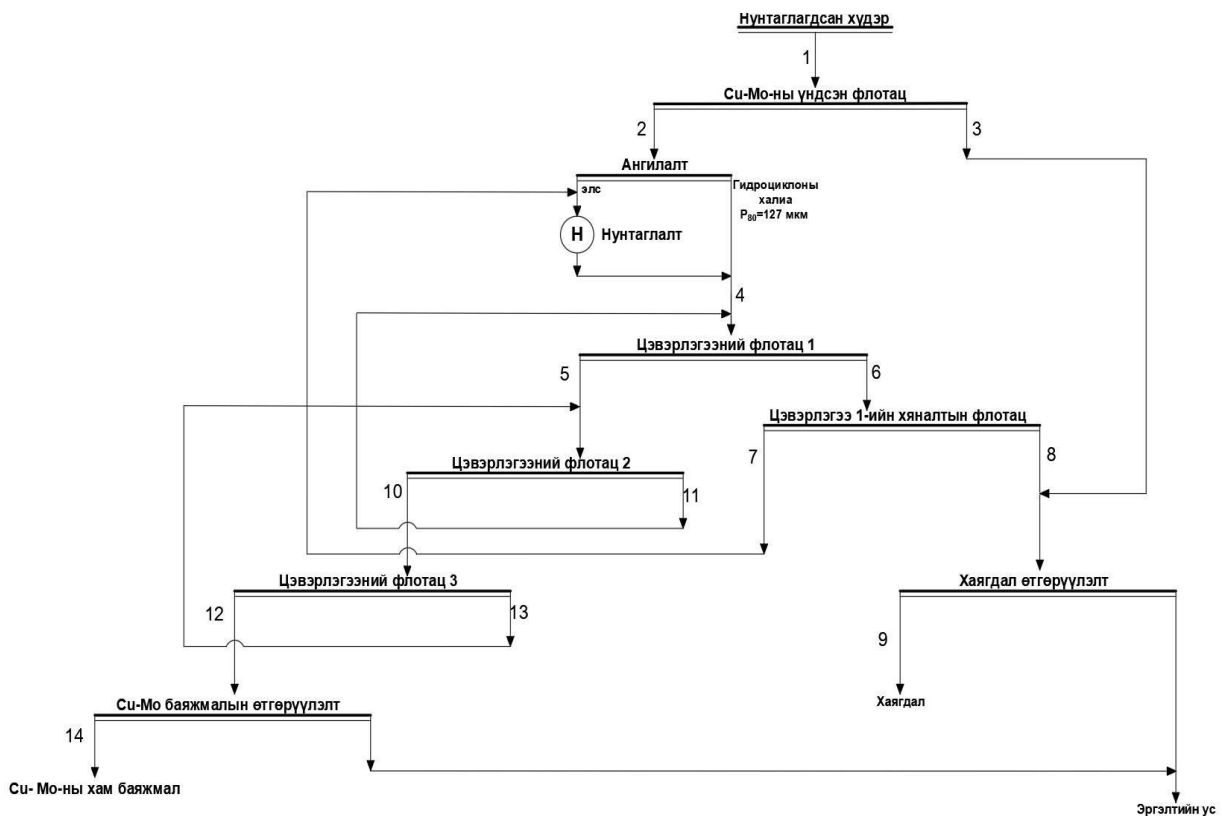 Нунтаглагдсан хүдэр
1
Cu-Mo-ны үндсэн флотац
2
3
Ангилалт
элс
Гидроциклоны
халиа
P80=127 мкм
Н
Нунтаглалт
4
Цэвэрлэгээний флотац 1
5
6
Цэвэрлэгээ 1-ийн хяналтын флотац
7
8
Цэвэрлэгээний флотац 2
10
11
Цэвэрлэгээний флотац 3
Хаягдал өтгөрүүлэлт
12
13
9
Хаягдал
Cu-Mo баяжмалын өтгөрүүлэлт
14
Cu- Mo-ны хам баяжмал
Эргэлтийн ус